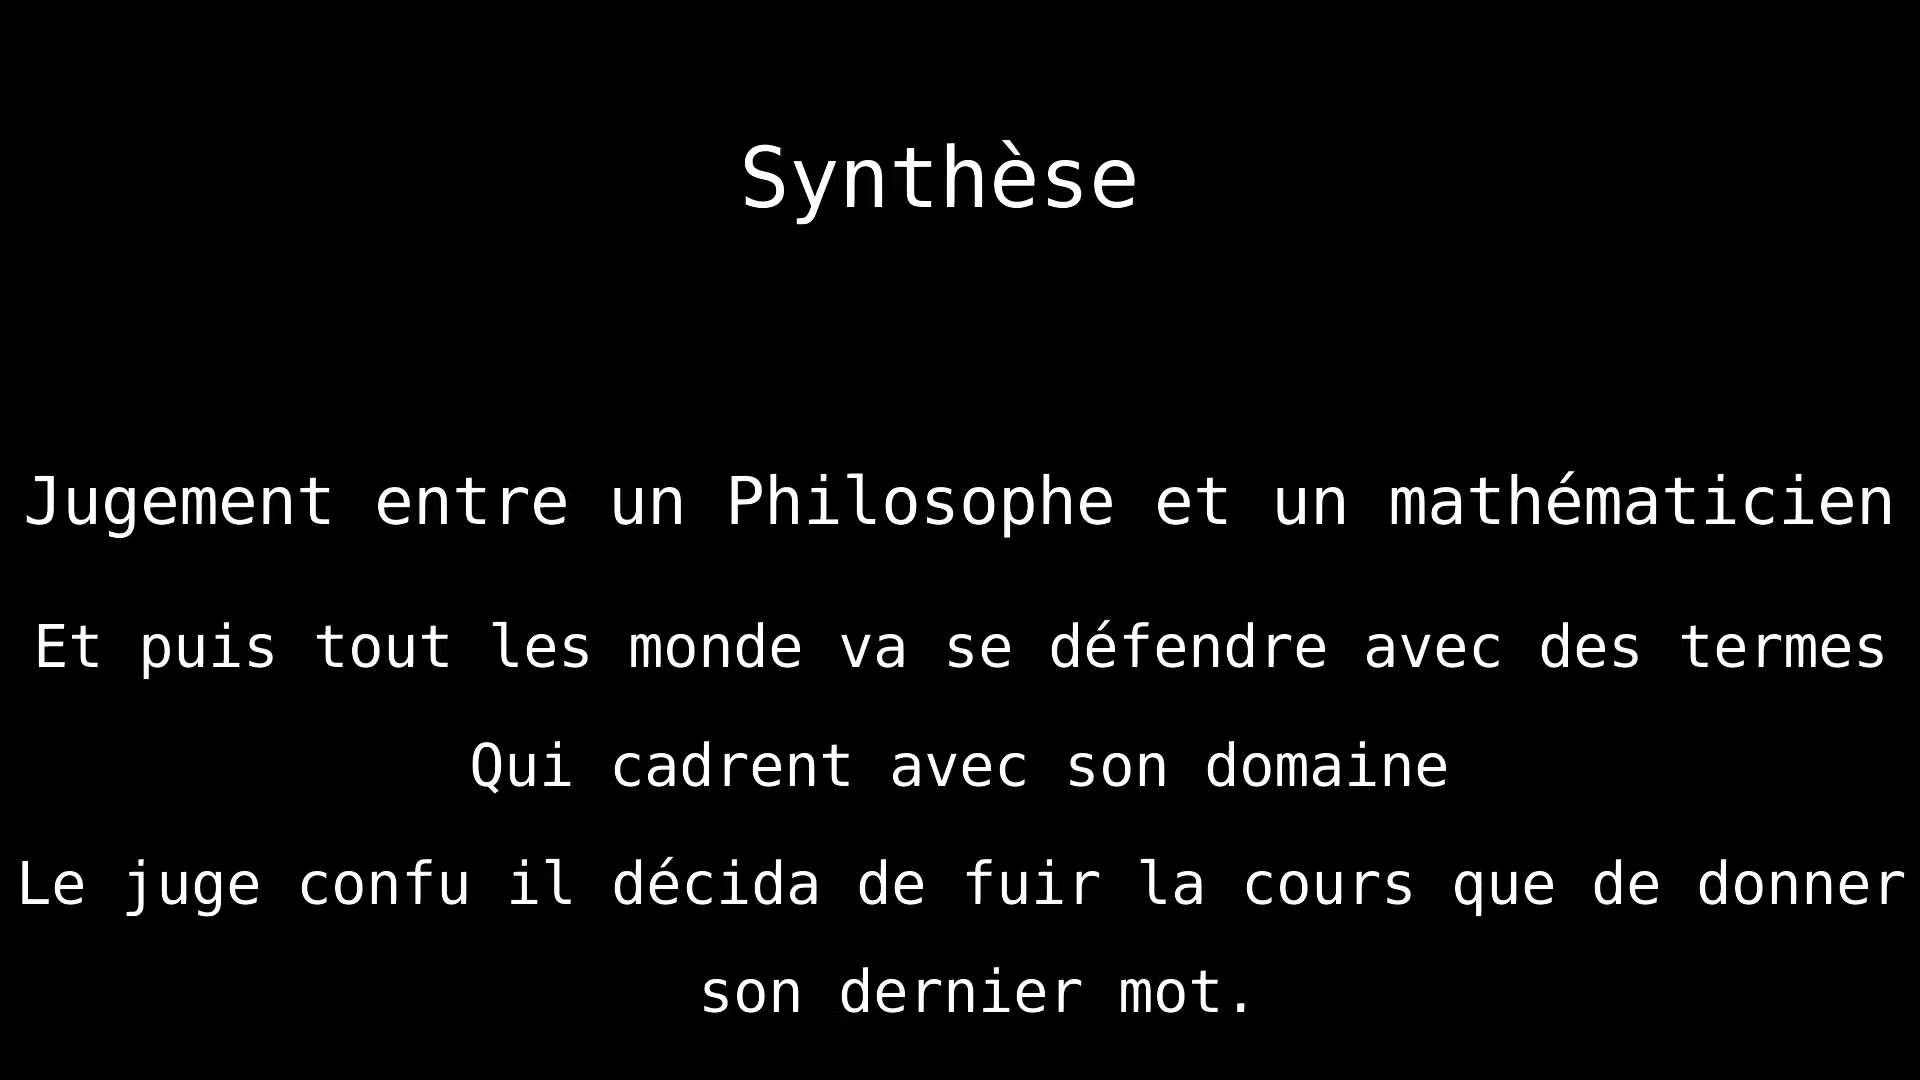 Synthèse
Jugement entre un Philosophe et un mathématicien
Et puis tout les monde va se défendre avec des termes
Qui cadrent avec son domaine
Le juge confu il décida de fuir la cours que de donner
son dernier mot.